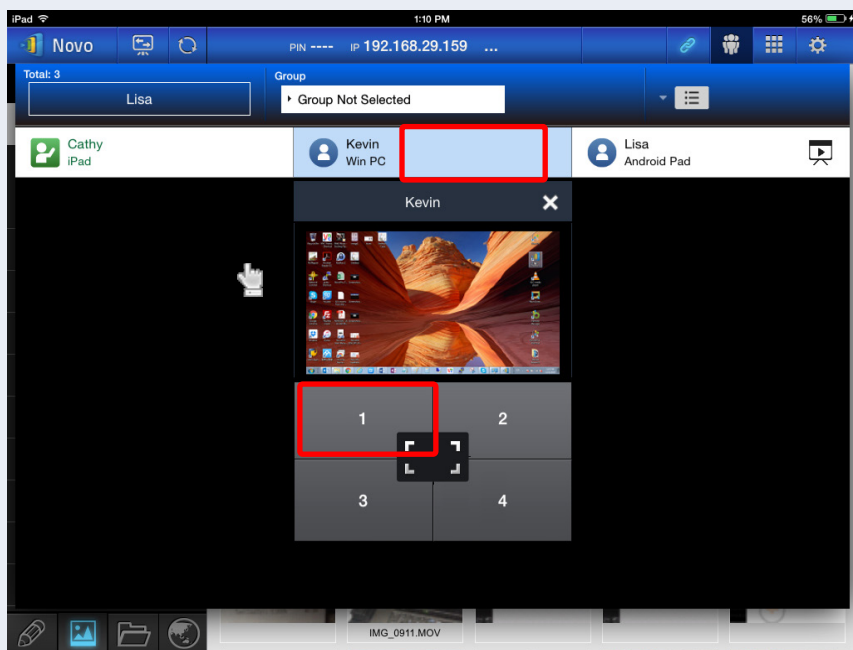 iPad 1:10 PM 56%
Novo PIN ---- IP 192.168.29.159 ...
Total: 3 Group
Lisa Group Not Selected
Cathy Kevin Lisa
iPad Win PC Android Pad
Kevin
1 2
3 4
IMG_0911.MOV